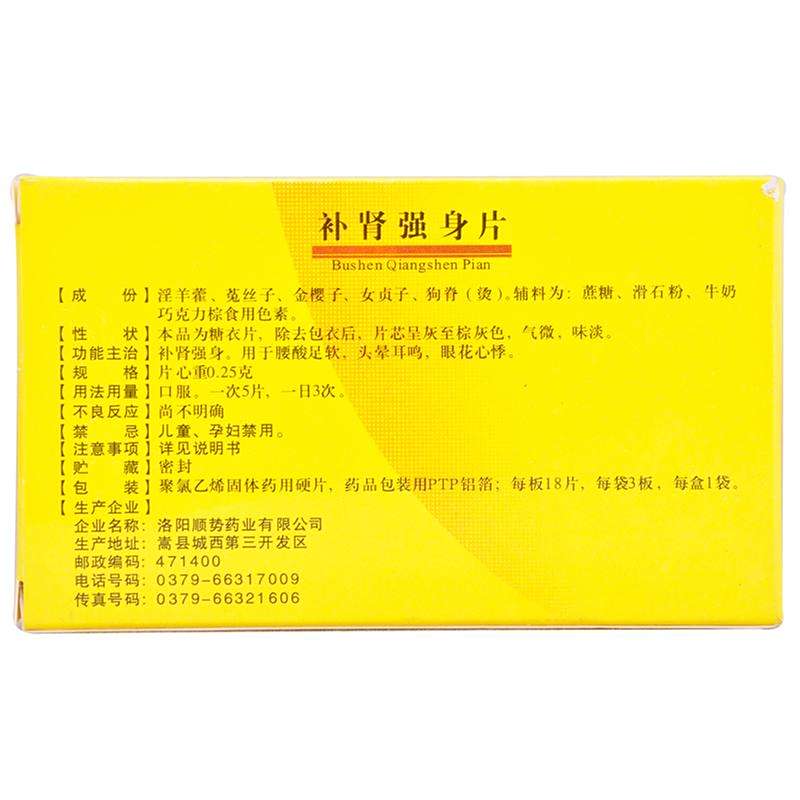 补肾强身片
Bushen Qiangshen Pian
【成　份】淫羊藿、菟丝子、金樱子、女贞子、狗脊（烫）。辅料为：蔗糖、滑石粉、牛奶
巧克力棕食用色素。
【性　状】本品为糖衣片，除去包衣后，片芯呈灰至棕灰色，气微，味淡。
【功能主治】补肾强身。用于腰酸足软，头晕耳鸣，眼花心悸。
【规　格】片心重0.25克
【用法用量】口服。一次5片，一日3次。
【不良反应】尚不明确
【禁　忌】儿童、孕妇禁用。
【注意事项】详见说明书
【贮　藏】密封
【包　装】聚氯乙烯固体药用硬片，药品包装用PTP铝箔；每板18片，每袋3板，每盒1袋。
【生产企业】
企业名称：洛阳顺势药业有限公司
生产地址：嵩县城西第三开发区
邮政编码：471400
电话号码：0379-66317009
传真号码：0379-66321606